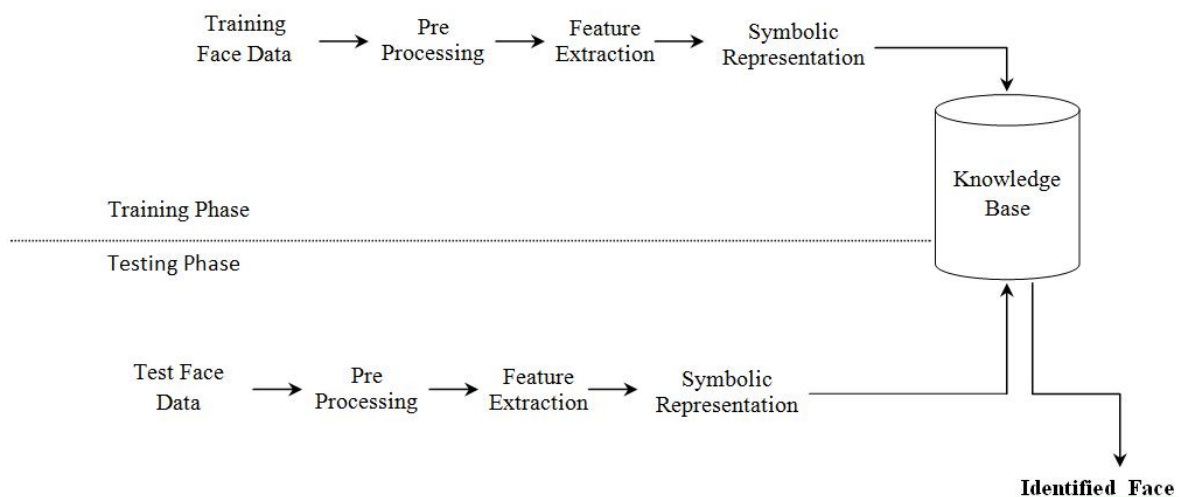 Training
Face Data
Pre
Processing
Feature
Extraction
Symbolic
Representation
Knowledge
Base
Training Phase
Testing Phase
Test Face
Data
Pre
Processing
Feature
Extraction
Symbolic
Representation
Identified Face